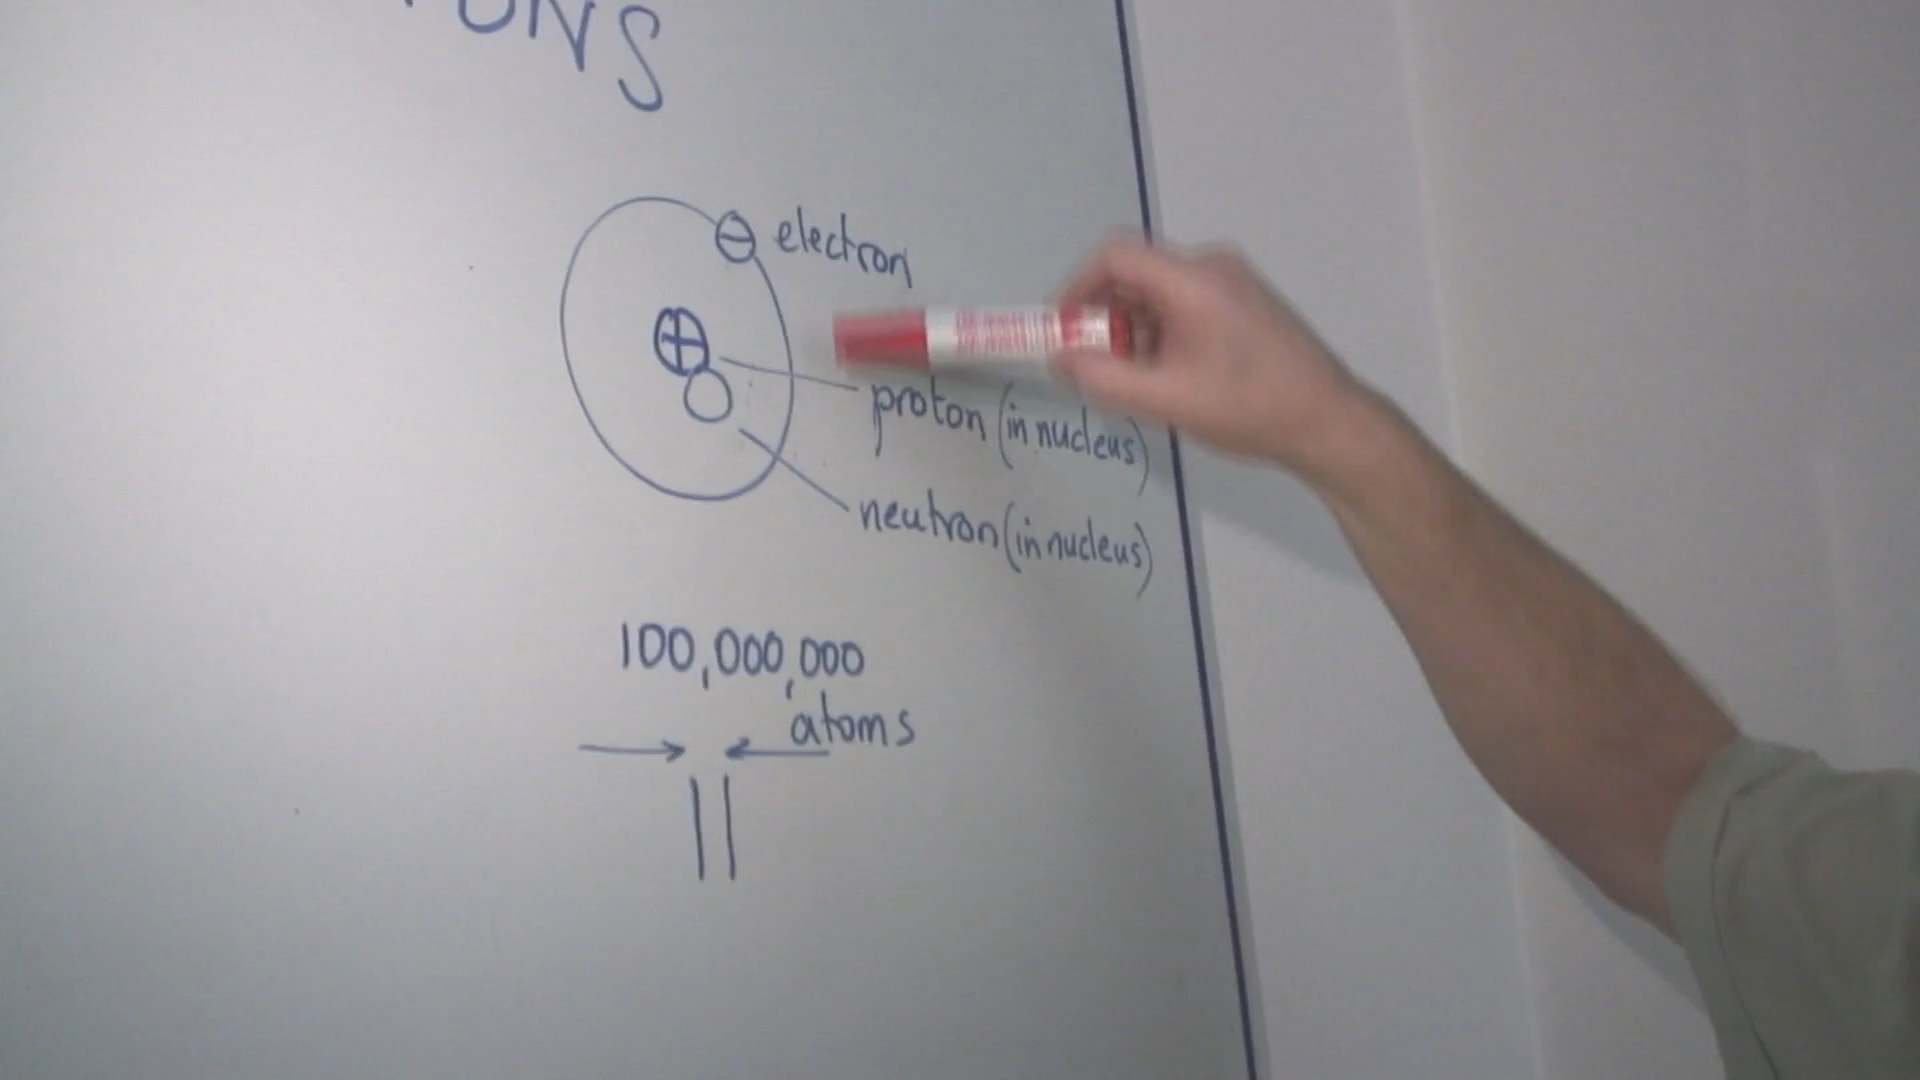 electron
proton (in nucleus)
neutron (in nucleus)
100,000,000
atoms